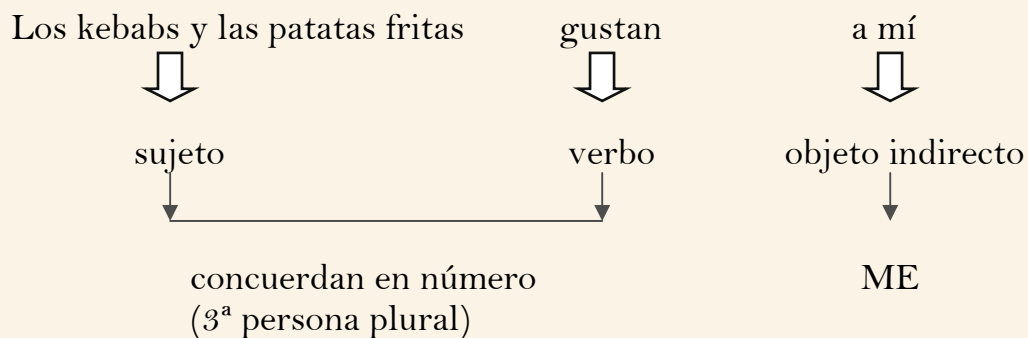 Los kebabs y las patatas fritas gustan a mí
sujeto verbo objeto indirecto
concuerdan en número ME
(3ª persona plural)